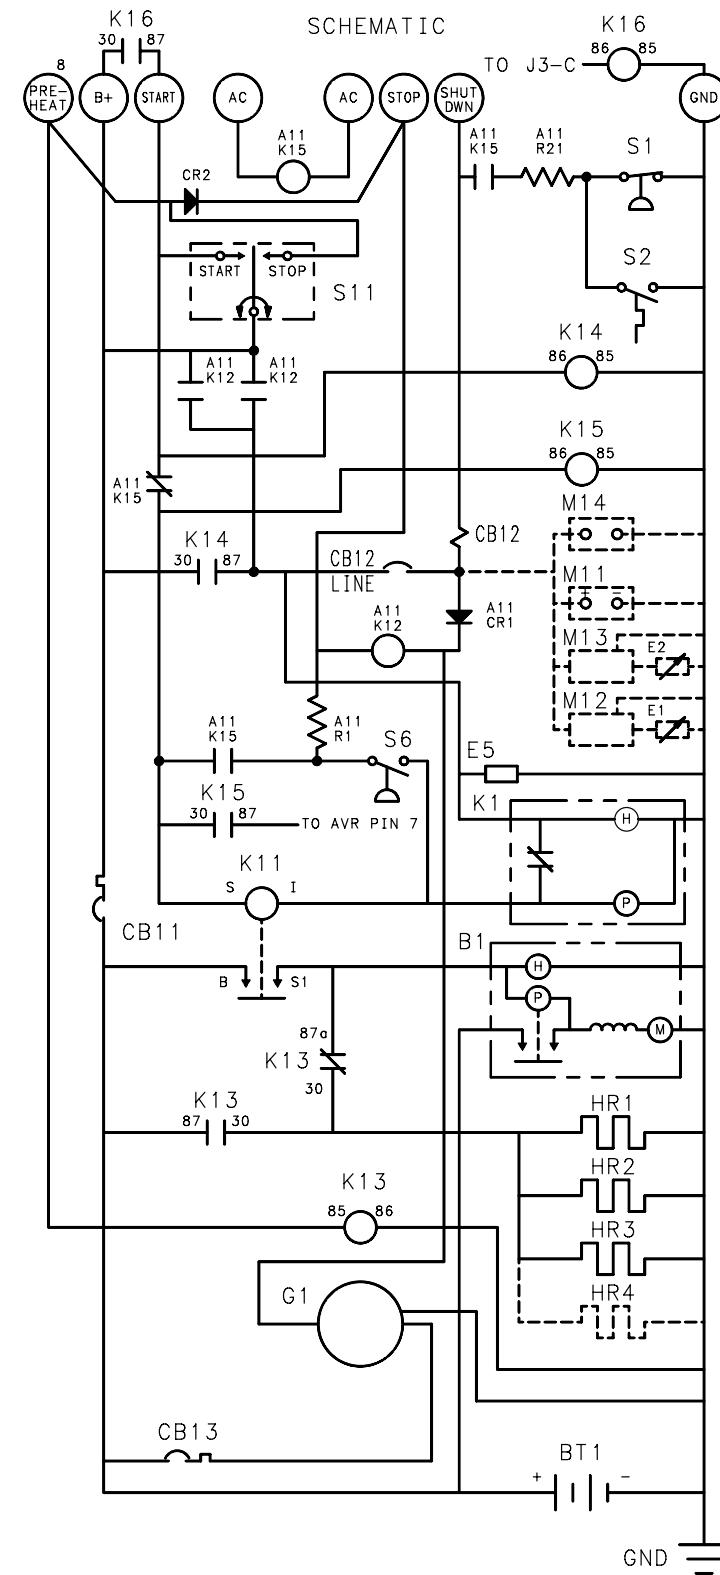 K16
SCHEMATIC
K16
30
87
86
85
8
TO J3-C
PRE-
HEAT
B+
START
AC
AC
STOP
SHUT
DWN
GND
A11
K15
A11
K15
A11
R21
S1
CR2
START
STOP
S11
S2
A11
K12
A11
K12
K14
86
85
A11
K15
K15
86
85
M14
K14
30
87
CB12
LINE
CB12
M11
+
-
A11
K12
A11
CR1
M13
E2
M12
E1
A11
K15
A11
R1
S6
E5
K15
30
87
TO AVR PIN 7
K1
H
K11
S
I
P
CB11
B1
B
S1
H
P
M
87a
K13
30
K13
87
30
HR1
HR2
K13
85
86
HR3
G1
HR4
CB13
BT1
+
-
GND